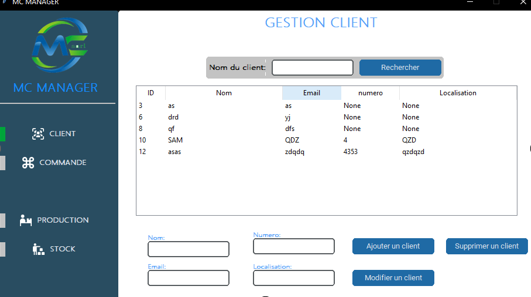 MC MANAGER
GESTION CLIENT
Nom du client: Rechercher
MC MANAGER
ID Nom Email numero Localisation
3 as as None None
6 drd yj None None
8 qf dfs None None
10 SAM QDZ 4 QZD
12 asas zdqdq 4353 qzdqzd
CLIENT
COMMANDE
PRODUCTION
STOCK
Nom: Numero:
Ajouter un client Supprimer un client
Email: Localisation:
Modifier un client